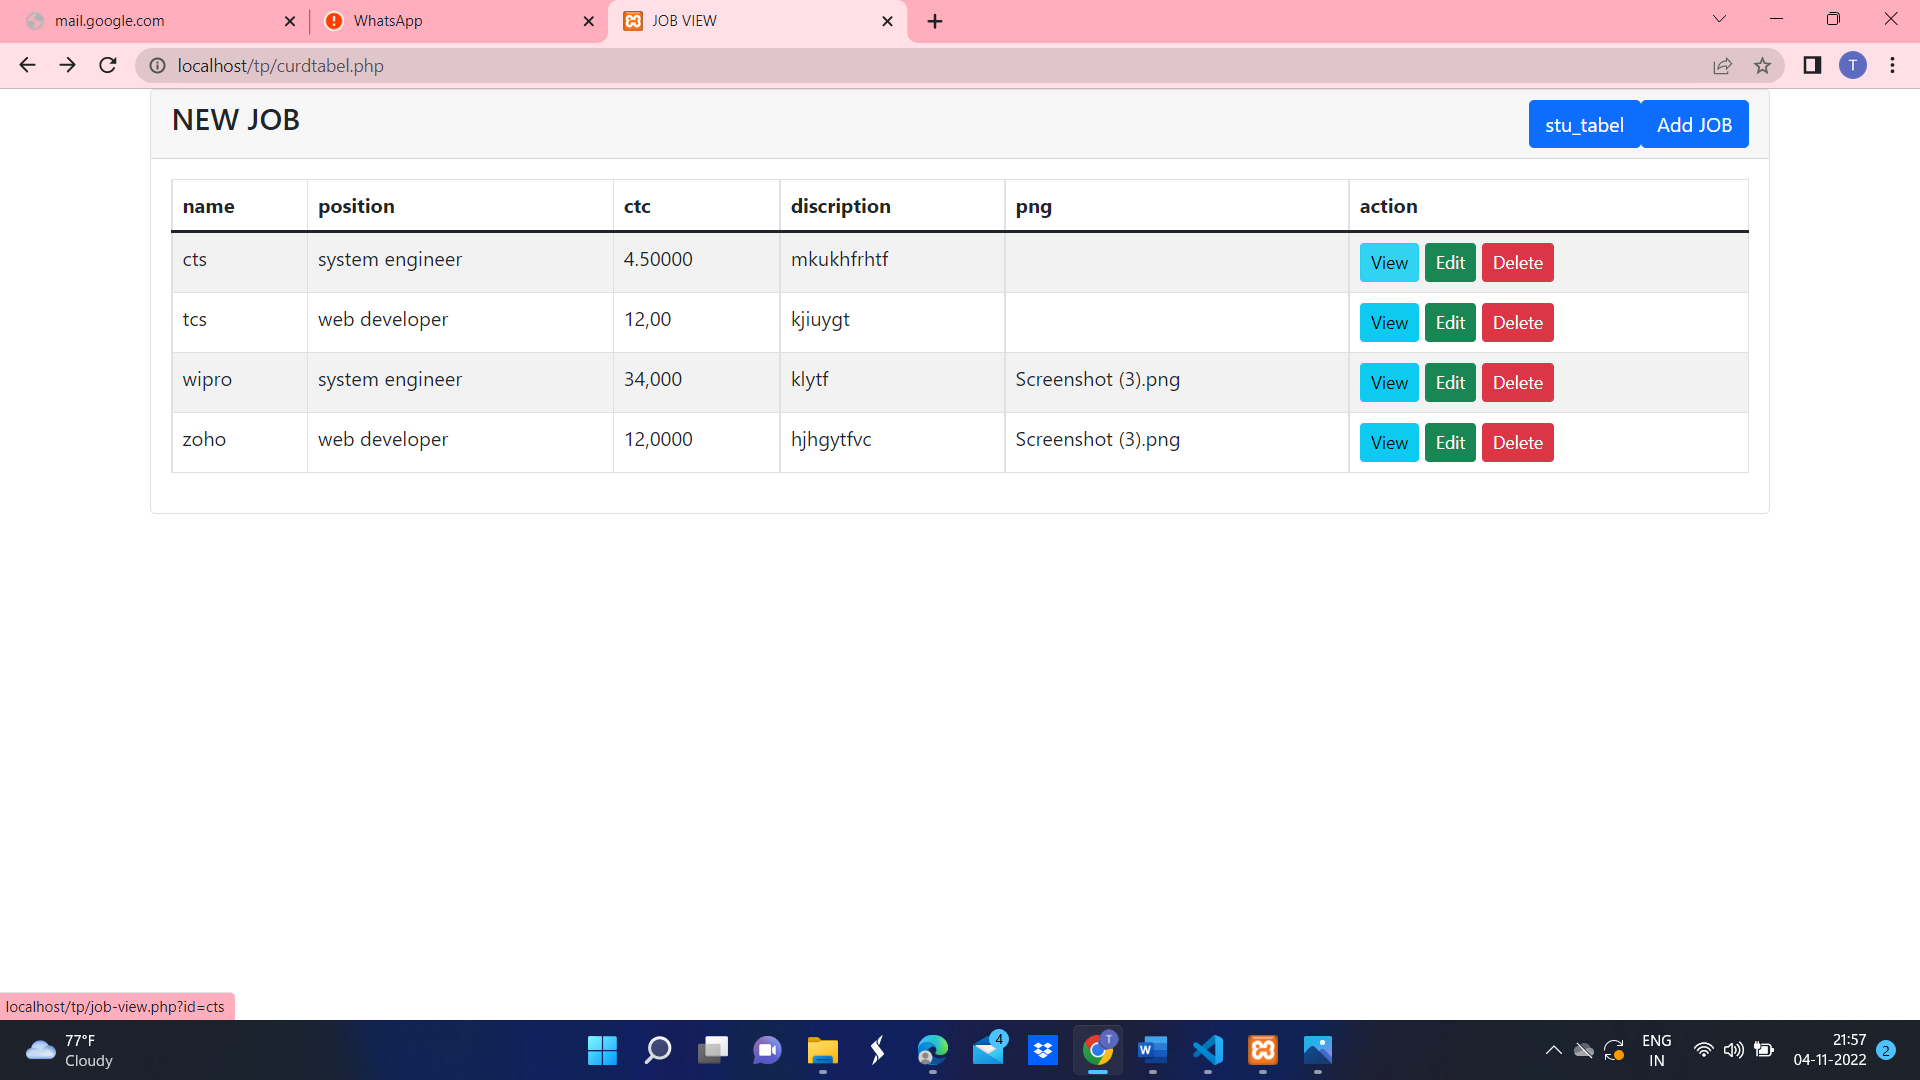 mail.google.com
WhatsApp
JOB VIEW
localhost/tp/curdtabel.php
T
NEW JOB
stu_tabel Add JOB
name position ctc discription png action
cts system engineer 4.50000 mkukhfrhtf View Edit Delete
tcs web developer 12,00 kjiuygt View Edit Delete
wipro system engineer 34,000 klytf Screenshot (3).png View Edit Delete
zoho web developer 12,0000 hjhgytfvc Screenshot (3).png View Edit Delete
localhost/tp/job-view.php?id=cts
77°F
Cloudy
4
T
W
ENG
IN
21:57
04-11-2022
2